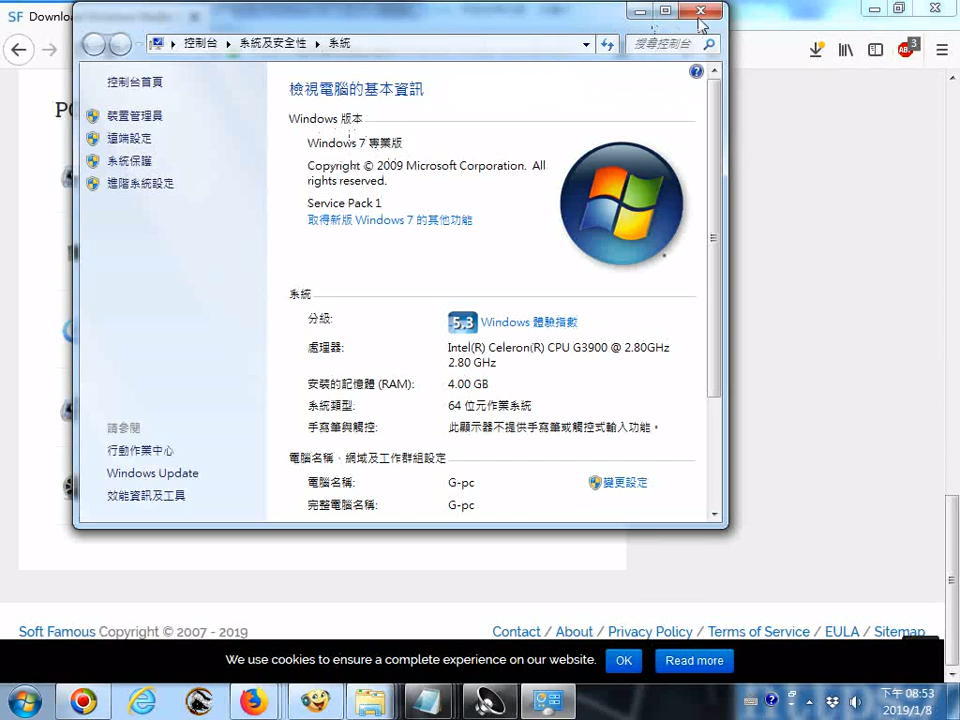 SF Download
控制台 ▸ 系統及安全性 ▸ 系統
搜尋控制台
3
控制台首頁
裝置管理員
遠端設定
系統保護
進階系統設定
檢視電腦的基本資訊
Windows 版本
Windows 7 專業版
Copyright © 2009 Microsoft Corporation. All
rights reserved.
Service Pack 1
取得新版 Windows 7 的其他功能
系統
分級:
5.3 Windows 體驗指數
處理器:
Intel(R) Celeron(R) CPU G3900 @ 2.80GHz
2.80 GHz
安裝的記憶體 (RAM):
4.00 GB
系統類型:
64 位元作業系統
手寫筆與觸控:
此顯示器不提供手寫筆或觸控式輸入功能。
電腦名稱、網域及工作群組設定
電腦名稱:
G-pc
變更設定
完整電腦名稱:
G-pc
請參閱
行動作業中心
Windows Update
效能資訊及工具
Soft Famous Copyright © 2007 - 2019
Contact / About / Privacy Policy / Terms of Service / EULA / Sitemap
We use cookies to ensure a complete experience on our website.
OK
Read more
下午 08:53
2019/1/8